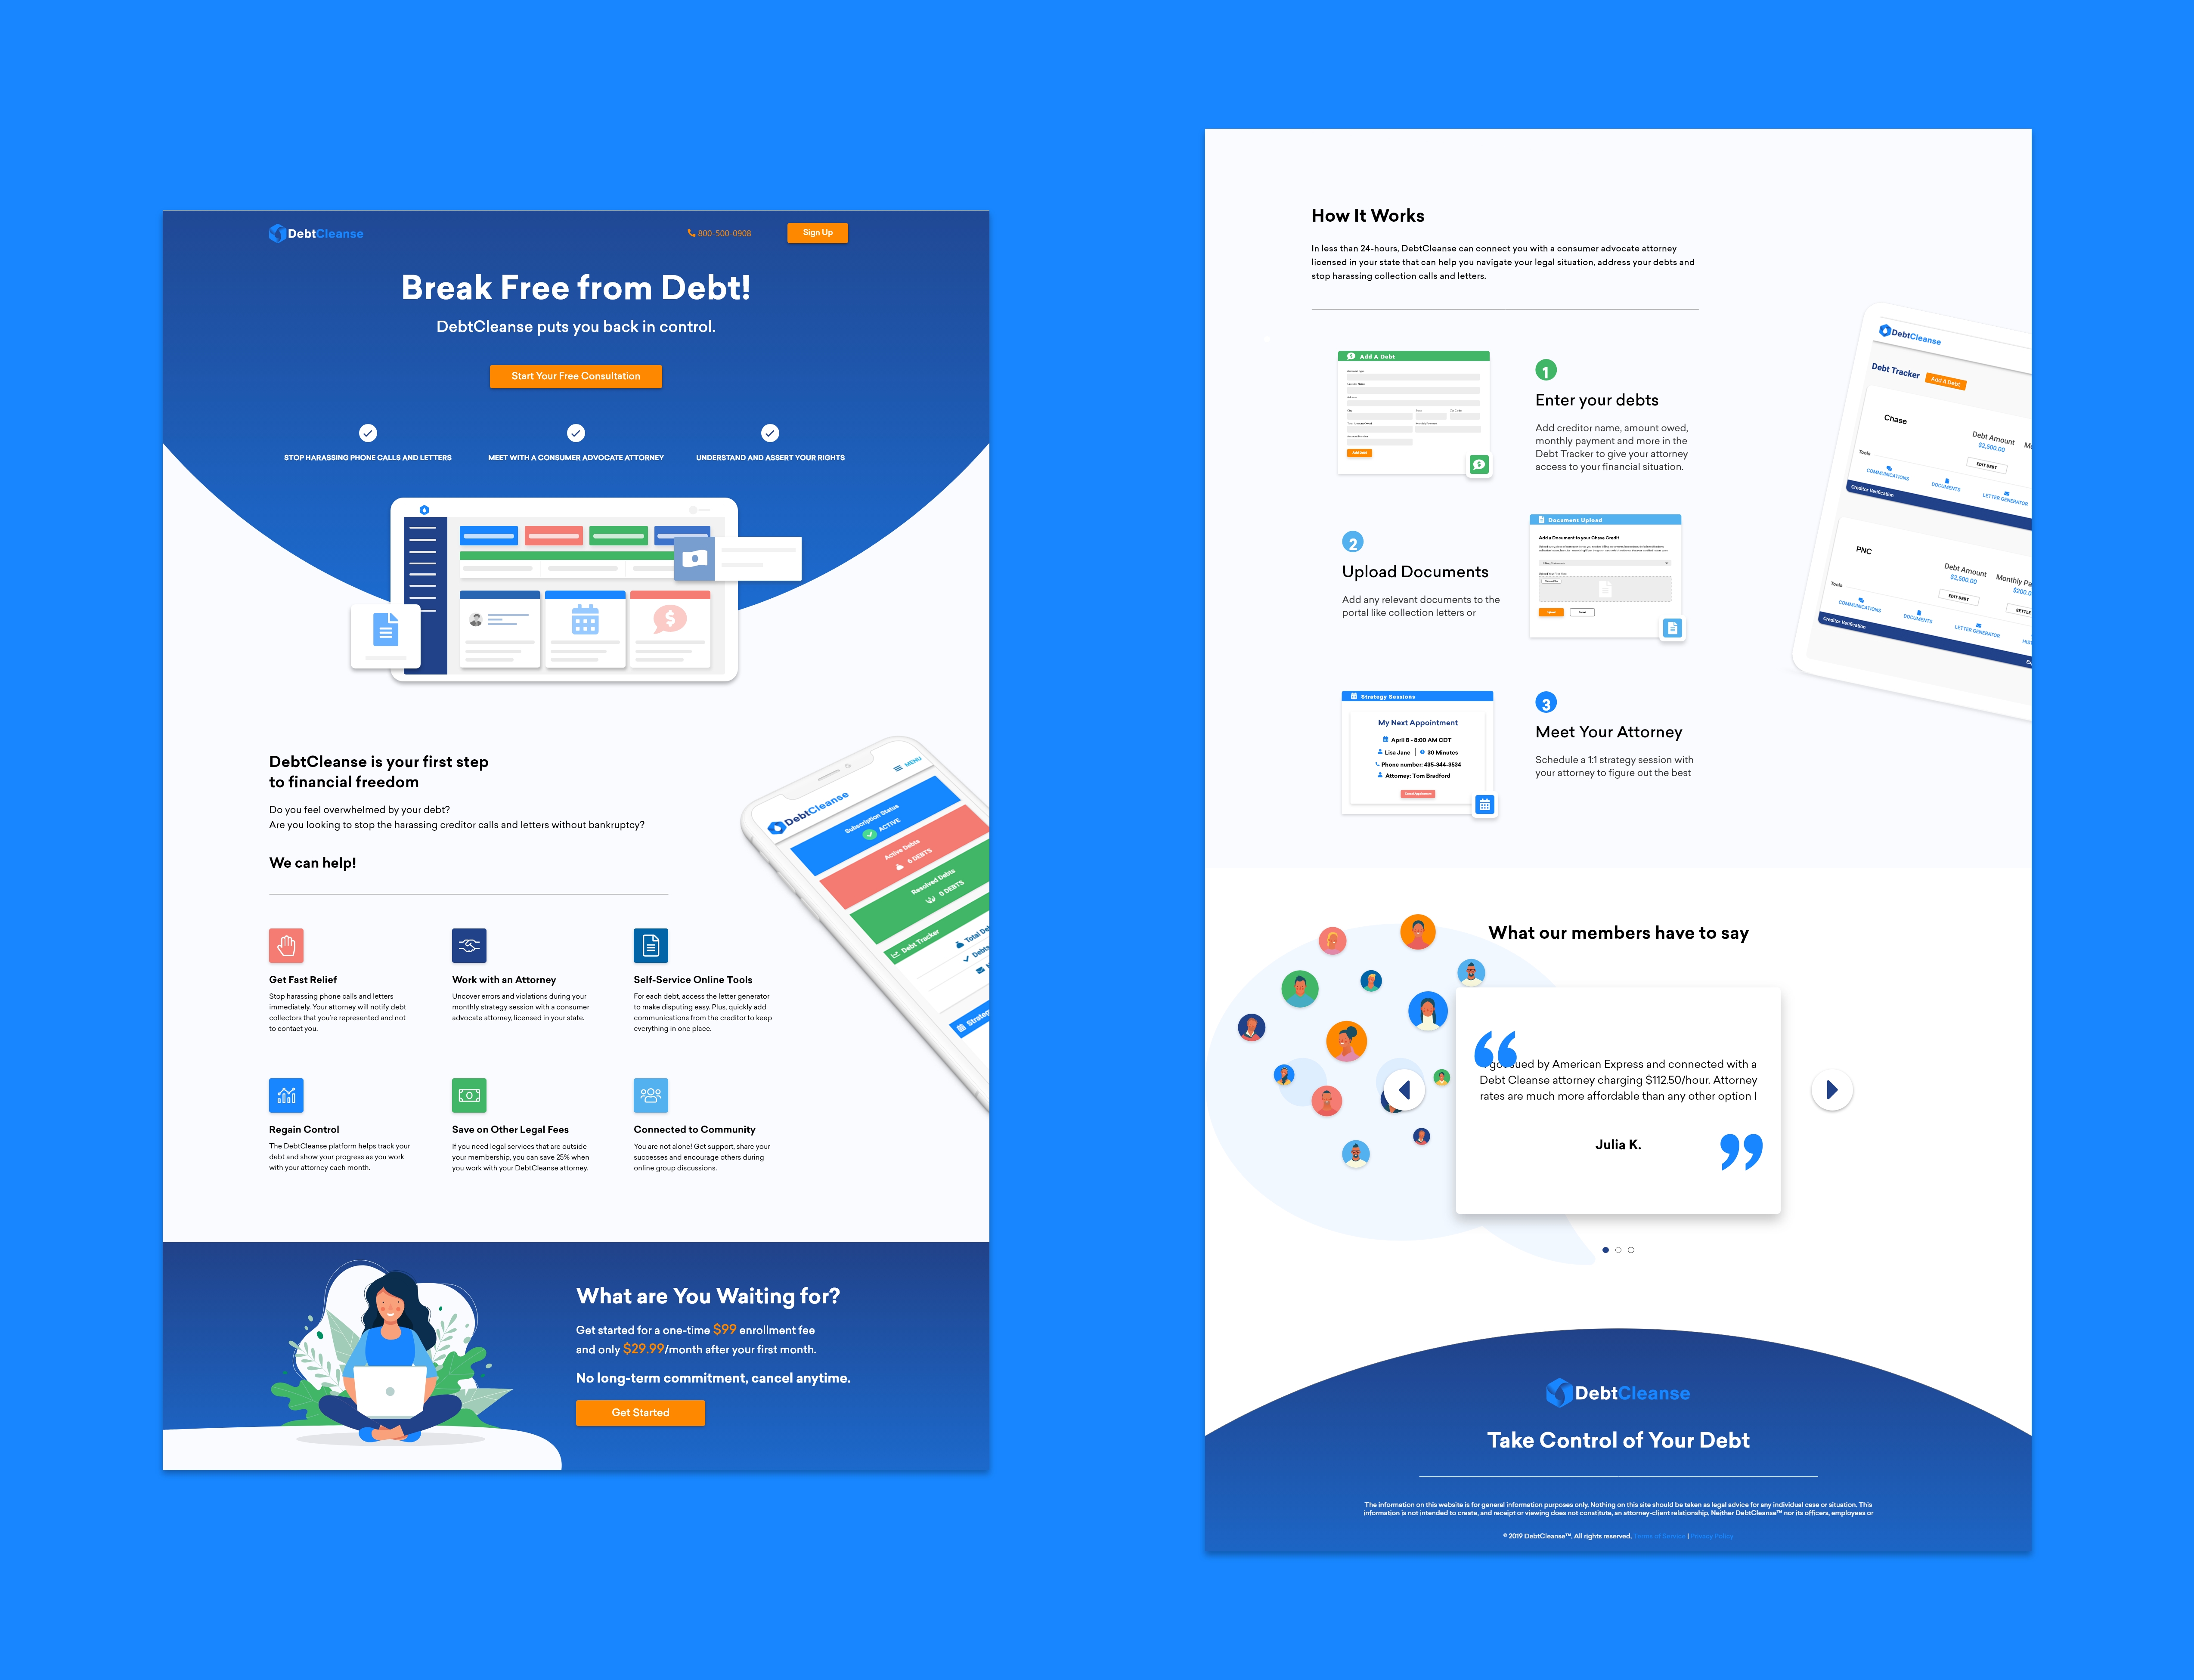 DebtCleanse
800-500-0908
Sign Up
Break Free from Debt!
DebtCleanse puts you back in control.
Start Your Free Consultation
STOP HARASSING PHONE CALLS AND LETTERS
MEET WITH A CONSUMER ADVOCATE ATTORNEY
UNDERSTAND AND ASSERT YOUR RIGHTS
DebtCleanse is your first step
to financial freedom
Do you feel overwhelmed by your debt?
Are you looking to stop the harassing creditor calls and letters without bankruptcy?
We can help!
MENU
DebtCleanse
Subscription Status
ACTIVE
Active Debts
6 DEBTS
Resolved Debts
0 DEBTS
Debt Tracker
Total De
Debts
Strateg
Get Fast Relief
Stop harassing phone calls and letters
immediately. Your attorney will notify debt
collectors that you're represented and not
to contact you.
Work with an Attorney
Uncover errors and violations during your
monthly strategy session with a consumer
advocate attorney, licensed in your state.
Self-Service Online Tools
For each debt, access the letter generator
to make disputing easy. Plus, quickly add
communications from the creditor to keep
everything in one place.
Regain Control
The DebtCleanse platform helps track your
debt and show your progress as you work
with your attorney each month.
Save on Other Legal Fees
If you need legal services that are outside
your membership, you can save 25% when
you work with your DebtCleanse attorney.
Connected to Community
You are not alone! Get support, share your
successes and encourage others during
online group discussions.
What are You Waiting for?
Get started for a one-time $99 enrollment fee
and only $29.99/month after your first month.
No long-term commitment, cancel anytime.
Get Started
How It Works
In less than 24-hours, DebtCleanse can connect you with a consumer advocate attorney
licensed in your state that can help you navigate your legal situation, address your debts and
stop harassing collection calls and letters.
Add A Debt
Account Type
Creditor Name
Address
City
State
Zip Code
Monthly Payment
Account Number
Add Debt
1
Enter your debts
Add creditor name, amount owed,
monthly payment and more in the
Debt Tracker to give your attorney
access to your financial situation.
2
Upload Documents
Add any relevant documents to the
portal like collection letters or
Document Upload
Add a Document to your Chase Credit
Billing Statements
Upload
Cancel
Strategy Sessions
My Next Appointment
April 8 - 8:00 AM CDT
Lisa Jane | 30 Minutes
Phone number: 435-344-3534
Attorney: Tom Bradford
Cancel Appointment
3
Meet Your Attorney
Schedule a 1:1 strategy session with
your attorney to figure out the best
DebtCleanse
Debt Tracker
Add A Debt
Chase
Debt Amount
M
$2,500.00
EDIT DEBT
Tools
COMMUNICATIONS
DOCUMENTS
LETTER GENERATOR
Creditor Verification
PNC
Debt Amount
Monthly Pa
$2,500.00
$200.0
EDIT DEBT
SETTLE
Tools
COMMUNICATIONS
DOCUMENTS
LETTER GENERATOR
HIS
Creditor Verification
Ex
What our members have to say
“
got sued by American Express and connected with a
Debt Cleanse attorney charging $112.50/hour. Attorney
rates are much more affordable than any other option I
Julia K.
”
DebtCleanse
Take Control of Your Debt
The information on this website is for general information purposes only. Nothing on this site should be taken as legal advice for any individual case or situation. This
information is not intended to create, and receipt or viewing does not constitute, an attorney-client relationship. Neither DebtCleanse™ nor its officers, employees or
© 2019 DebtCleanse™. All rights reserved. Terms of Service | Privacy Policy